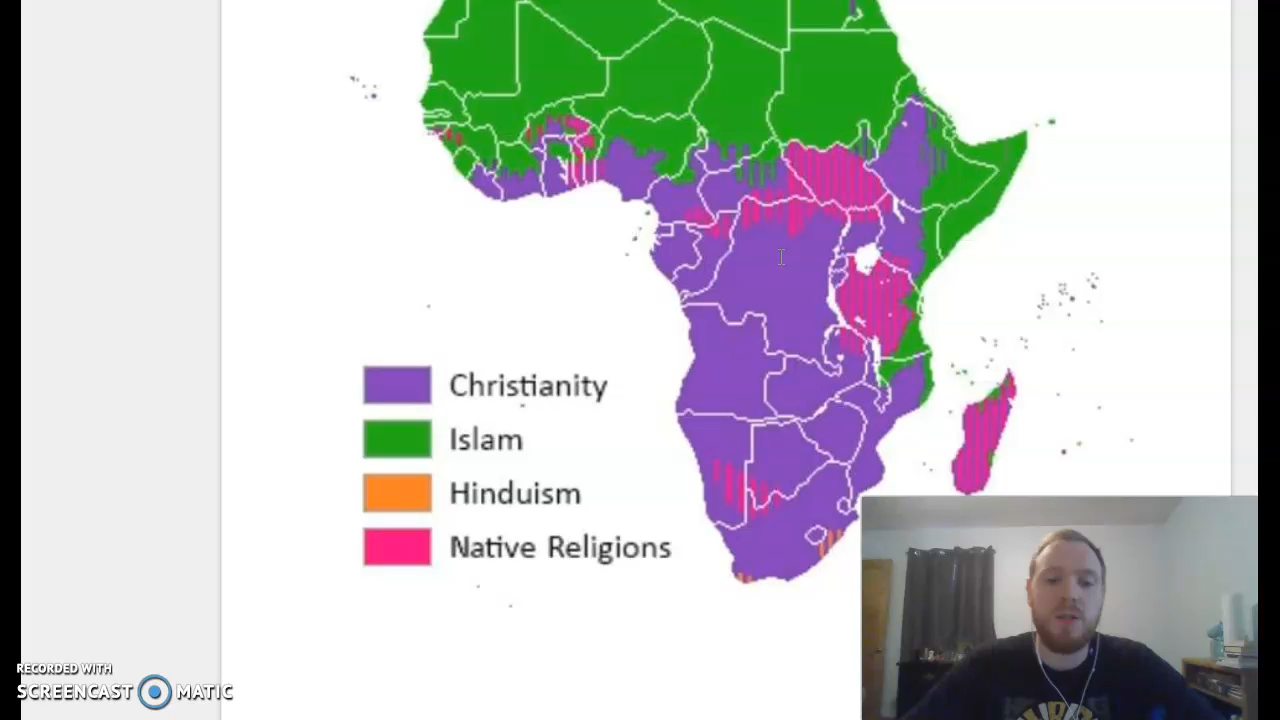 Christianity
Islam
Hinduism
Native Religions
RECORDED WITH
SCREENCAST MATIC